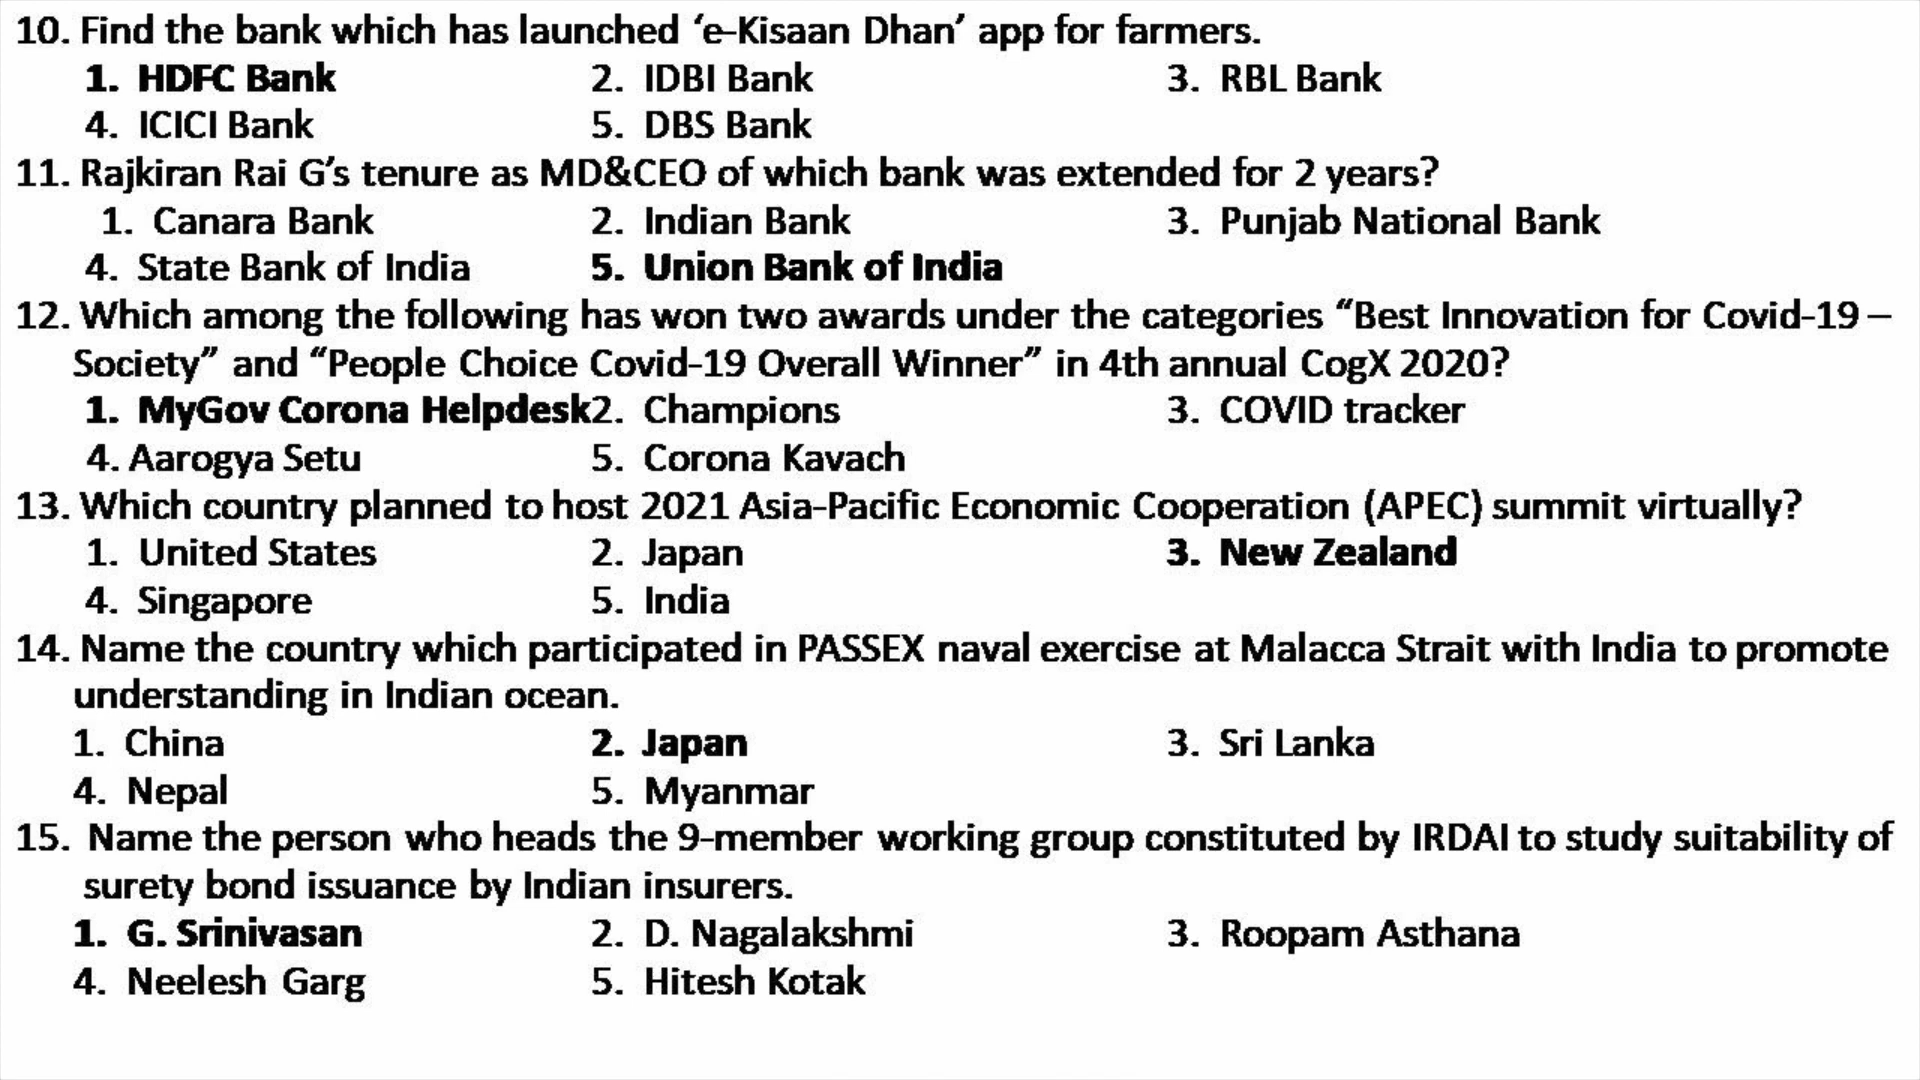 10. Find the bank which has launched ‘e-Kisaan Dhan’ app for farmers.
1. HDFC Bank 2. IDBI Bank 3. RBL Bank
4. ICICI Bank 5. DBS Bank
11. Rajkiran Rai G’s tenure as MD&CEO of which bank was extended for 2 years?
1. Canara Bank 2. Indian Bank 3. Punjab National Bank
4. State Bank of India 5. Union Bank of India
12. Which among the following has won two awards under the categories “Best Innovation for Covid-19 –
Society” and “People Choice Covid-19 Overall Winner” in 4th annual CogX 2020?
1. MyGov Corona Helpdesk2. Champions 3. COVID tracker
4. Aarogya Setu 5. Corona Kavach
13. Which country planned to host 2021 Asia-Pacific Economic Cooperation (APEC) summit virtually?
1. United States 2. Japan 3. New Zealand
4. Singapore 5. India
14. Name the country which participated in PASSEX naval exercise at Malacca Strait with India to promote
understanding in Indian ocean.
1. China 2. Japan 3. Sri Lanka
4. Nepal 5. Myanmar
15. Name the person who heads the 9-member working group constituted by IRDAI to study suitability of
surety bond issuance by Indian insurers.
1. G. Srinivasan 2. D. Nagalakshmi 3. Roopam Asthana
4. Neelesh Garg 5. Hitesh Kotak